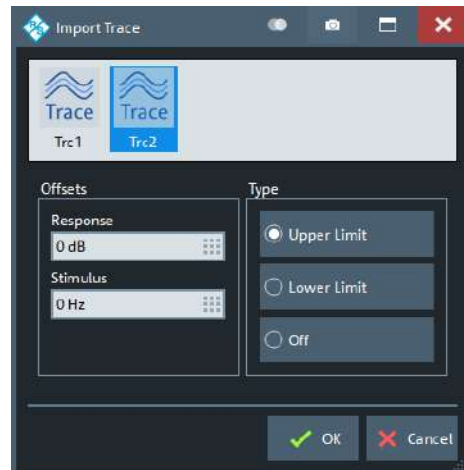 Import Trace
Trace Trace
Trc1 Trc2
Offsets
Response
0 dB
Stimulus
0 Hz
Type
Upper Limit
Lower Limit
Off
OK Cancel